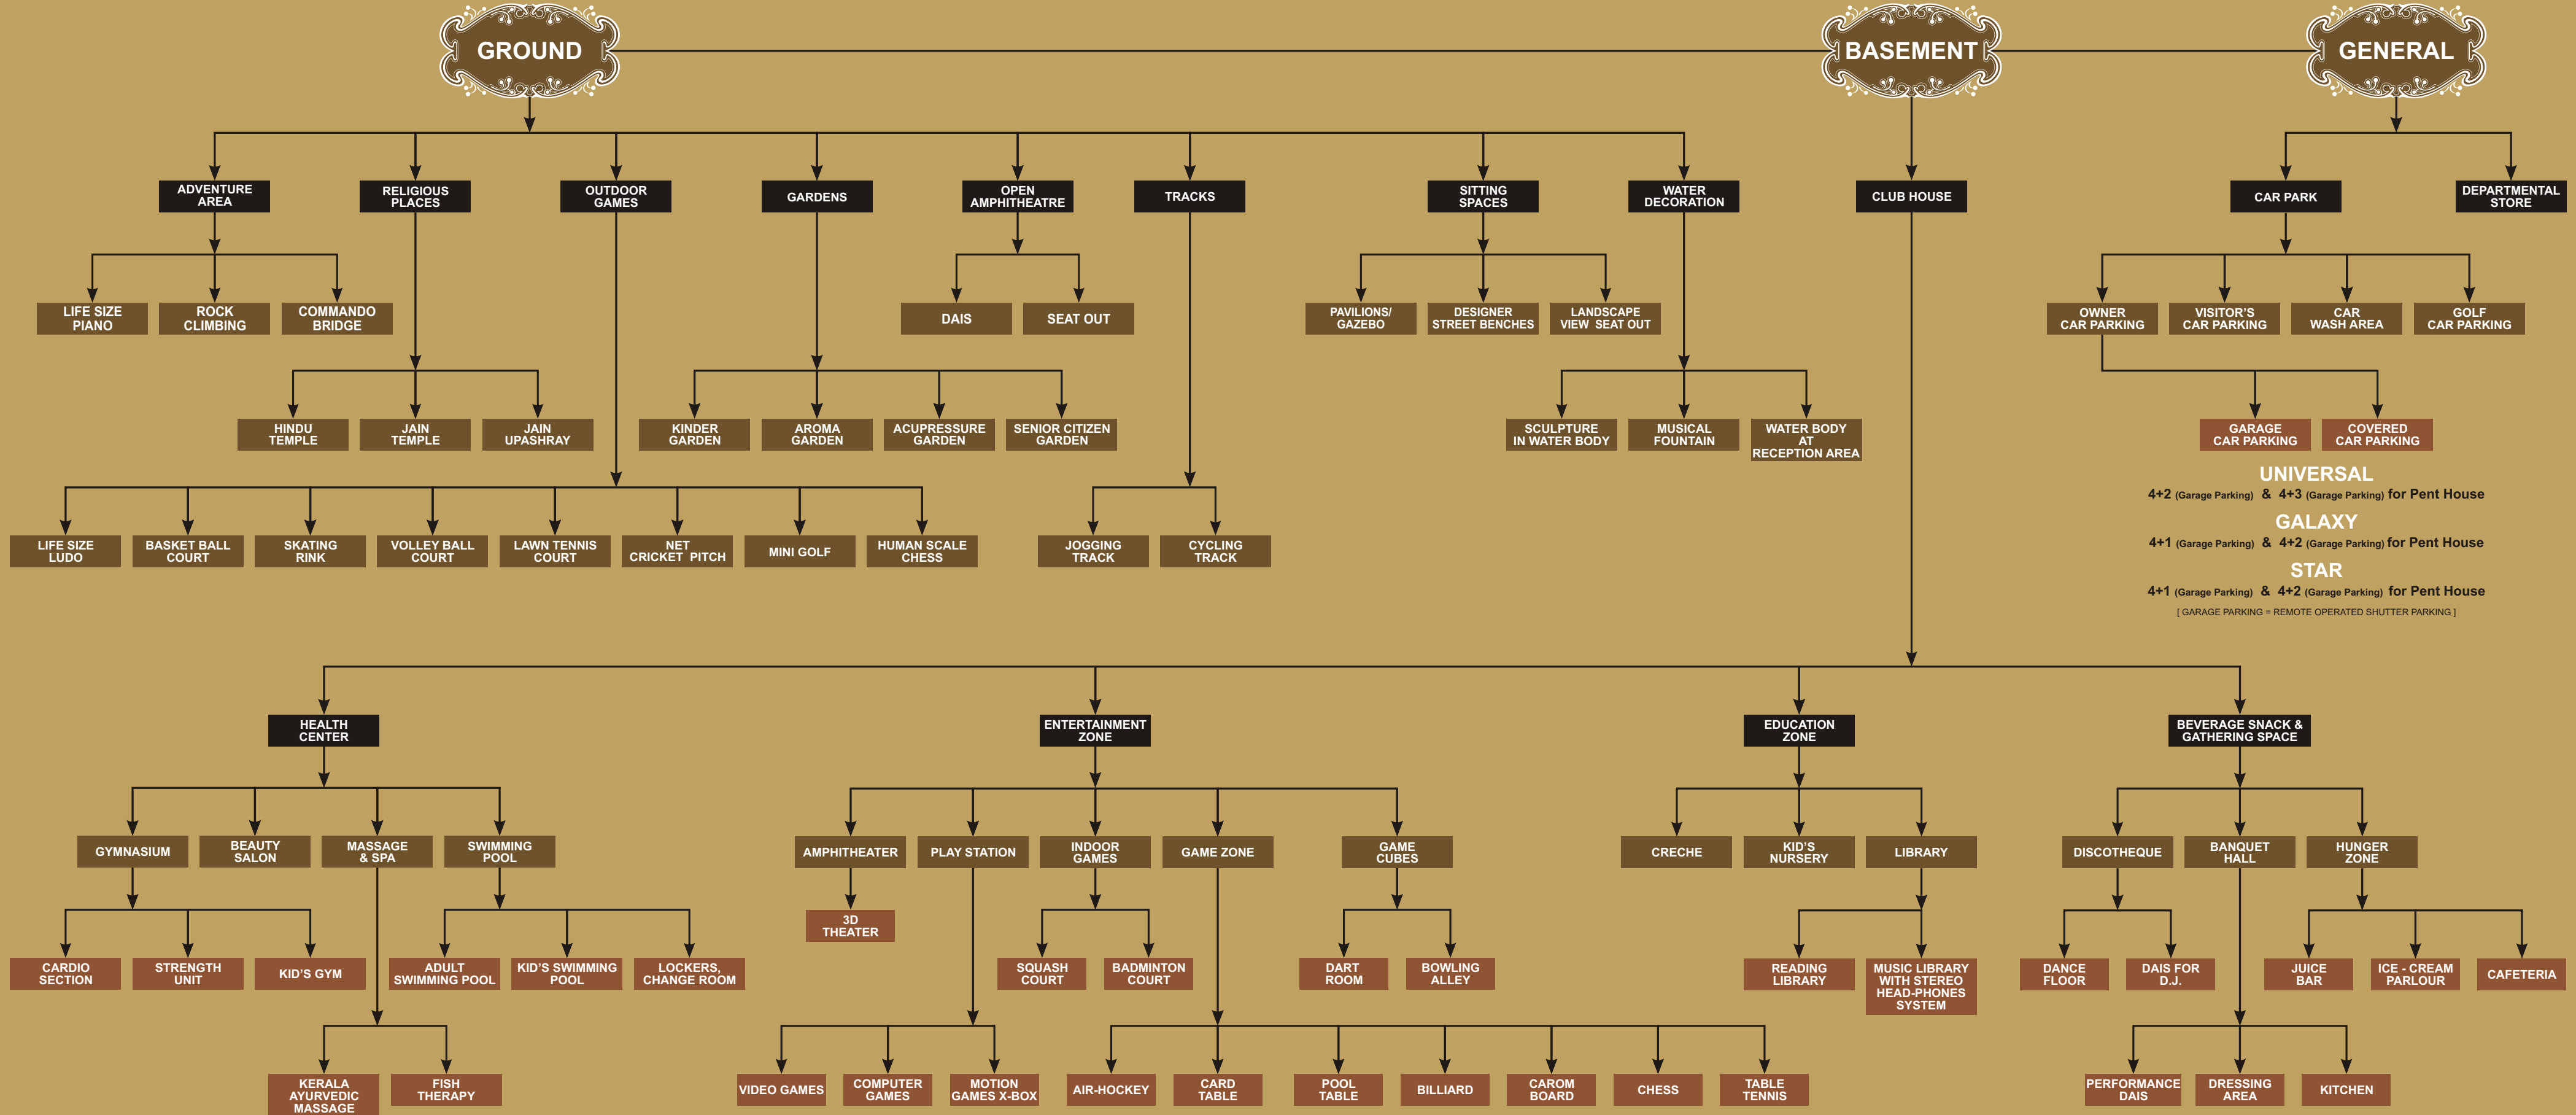 GROUND
BASEMENT
GENERAL
ADVENTURE
AREA
RELIGIOUS
PLACES
OUTDOOR
GAMES
GARDENS
OPEN
AMPHITHEATRE
TRACKS
SITTING
SPACES
WATER
DECORATION
CLUB HOUSE
CAR PARK
DEPARTMENTAL
STORE
LIFE SIZE
PIANO
ROCK
CLIMBING
COMMANDO
BRIDGE
DAIS
SEAT OUT
PAVILIONS/
GAZEBO
DESIGNER
STREET BENCHES
LANDSCAPE
VIEW SEAT OUT
OWNER
CAR PARKING
VISITOR'S
CAR PARKING
CAR
WASH AREA
GOLF
CAR PARKING
HINDU
TEMPLE
JAIN
TEMPLE
JAIN
UPASHRAY
KINDER
GARDEN
AROMA
GARDEN
ACUPRESSURE
GARDEN
SENIOR CITIZEN
GARDEN
SCULPTURE
IN WATER BODY
MUSICAL
FOUNTAIN
WATER BODY
AT
RECEPTION AREA
GARAGE
CAR PARKING
COVERED
CAR PARKING
LIFE SIZE
LUDO
BASKET BALL
COURT
SKATING
RINK
VOLLEY BALL
COURT
LAWN TENNIS
COURT
NET
CRICKET PITCH
MINI GOLF
HUMAN SCALE
CHESS
JOGGING
TRACK
CYCLING
TRACK
UNIVERSAL
4+2 (Garage Parking) & 4+3 (Garage Parking) for Pent House
GALAXY
4+1 (Garage Parking) & 4+2 (Garage Parking) for Pent House
STAR
4+1 (Garage Parking) & 4+2 (Garage Parking) for Pent House
[ GARAGE PARKING = REMOTE OPERATED SHUTTER PARKING ]
HEALTH
CENTER
ENTERTAINMENT
ZONE
EDUCATION
ZONE
BEVERAGE SNACK &
GATHERING SPACE
GYMNASIUM
BEAUTY
SALON
MASSAGE
& SPA
SWIMMING
POOL
AMPHITHEATER
PLAY STATION
INDOOR
GAMES
GAME ZONE
GAME
CUBES
CRECHE
KID'S
NURSERY
LIBRARY
DISCOTHEQUE
BANQUET
HALL
HUNGER
ZONE
3D
THEATER
CARDIO
SECTION
STRENGTH
UNIT
KID'S GYM
ADULT
SWIMMING POOL
KID'S SWIMMING
POOL
LOCKERS,
CHANGE ROOM
SQUASH
COURT
BADMINTON
COURT
DART
ROOM
BOWLING
ALLEY
READING
LIBRARY
MUSIC LIBRARY
WITH STEREO
HEAD-PHONES
SYSTEM
DANCE
FLOOR
DAIS FOR
D.J.
JUICE
BAR
ICE - CREAM
PARLOUR
CAFETERIA
KERALA
AYURVEDIC
MASSAGE
FISH
THERAPY
VIDEO GAMES
COMPUTER
GAMES
MOTION
GAMES X-BOX
AIR-HOCKEY
CARD
TABLE
POOL
TABLE
BILLIARD
CAROM
BOARD
CHESS
TABLE
TENNIS
PERFORMANCE
DAIS
DRESSING
AREA
KITCHEN